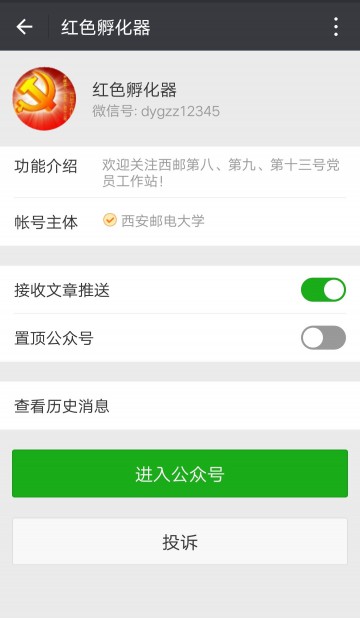 红色孵化器
红色孵化器
微信号: dygzz12345
功能介绍
欢迎关注西邮第八、第九、第十三号党
员工作站！
帐号主体
西安邮电大学
接收文章推送
置顶公众号
查看历史消息
进入公众号
投诉